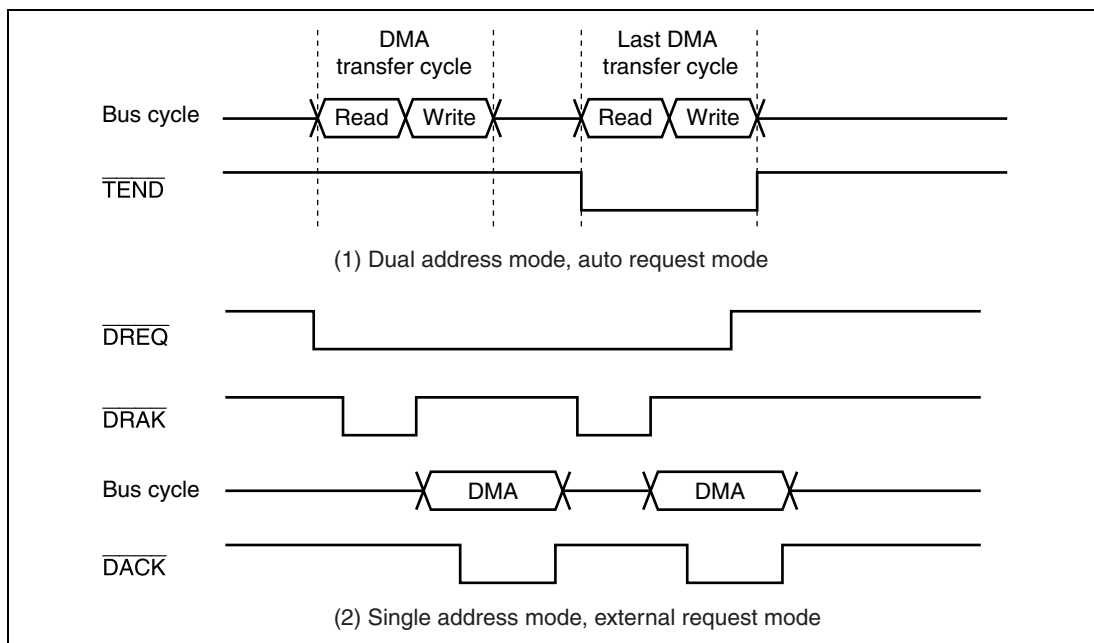 DMA
transfer cycle
Last DMA
transfer cycle
Bus cycle Read Write Read Write
TEND
(1) Dual address mode, auto request mode
DREQ
DRAK
Bus cycle DMA DMA
DACK
(2) Single address mode, external request mode